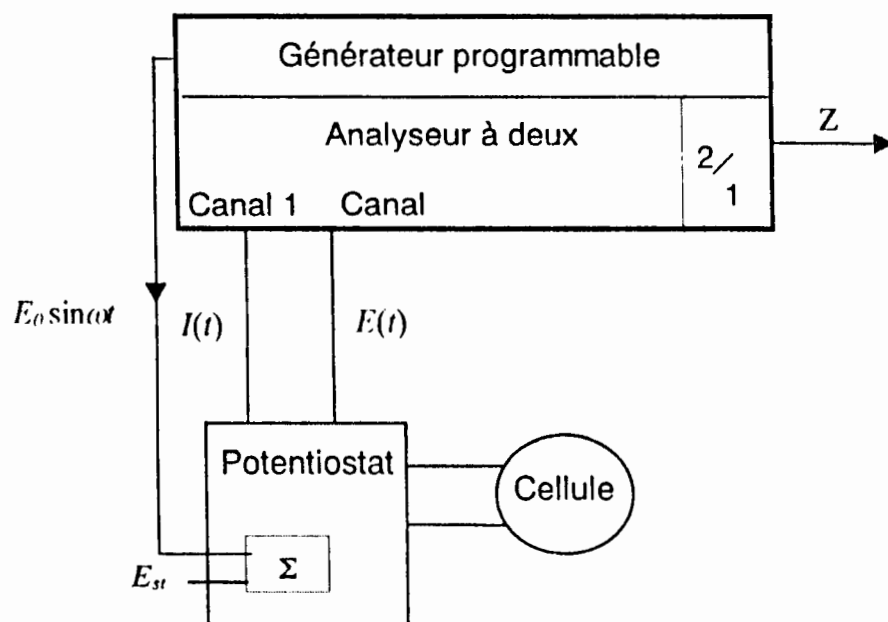 Générateur programmable
Analyseur à deux
2/1
Z
Canal 1 Canal
E₀ sinωt
I(t)
E(t)
Potentiostat
Cellule
Σ
Eₛₜ